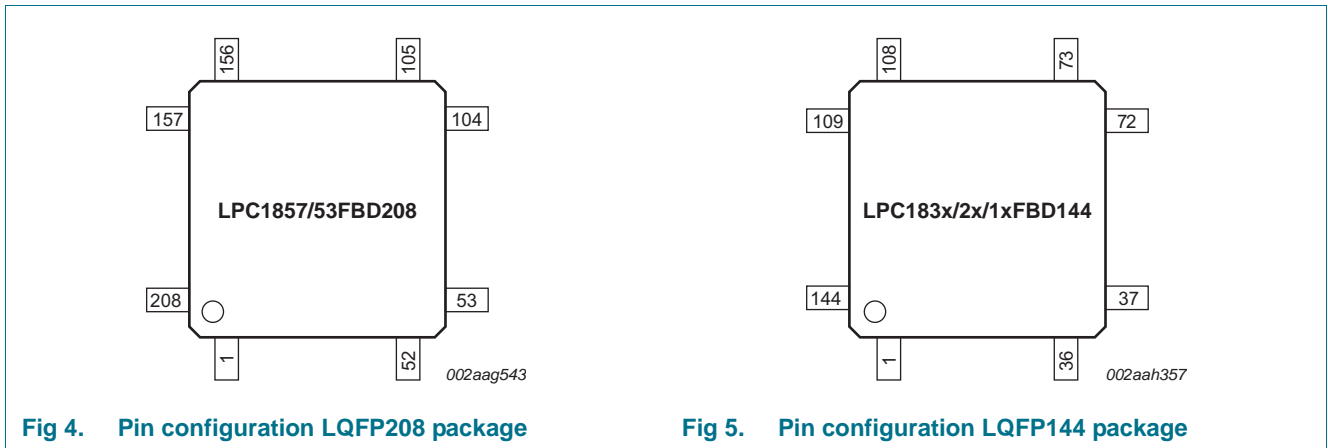 156
105
157
104
LPC1857/53FBD208
208
53
1
52
002aag543
Fig 4. Pin configuration LQFP208 package
108
73
109
72
LPC183x/2x/1xFBD144
144
37
1
36
002aah357
Fig 5. Pin configuration LQFP144 package